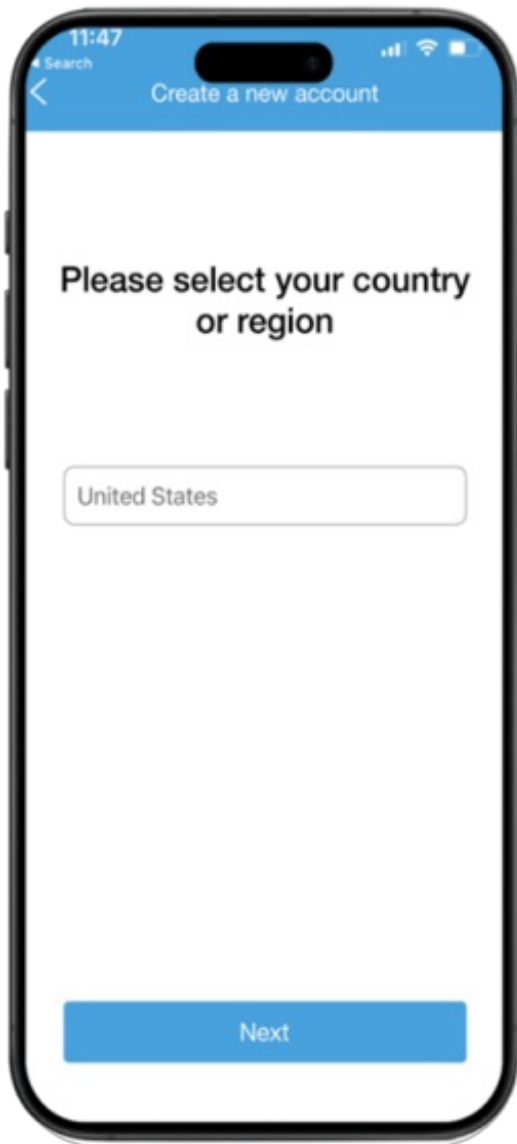 11:47
Search
Create a new account
Please select your country
or region
United States
Next